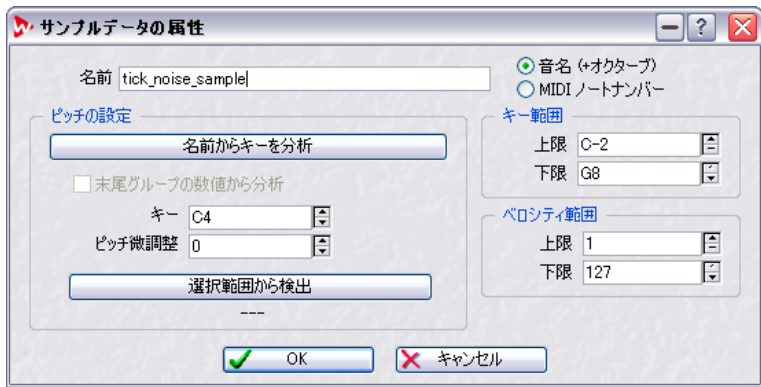 サンプルデータの属性
名前 tick_noise_sample
音名 (+オクターブ)
MIDI ノートナンバー
ピッチの設定
名前からキーを分析
末尾グループの数値から分析
キー C4
ピッチ微調整 0
選択範囲から検出
---
キー範囲
上限 C-2
下限 G8
ベロシティ範囲
上限 1
下限 127
OK
キャンセル